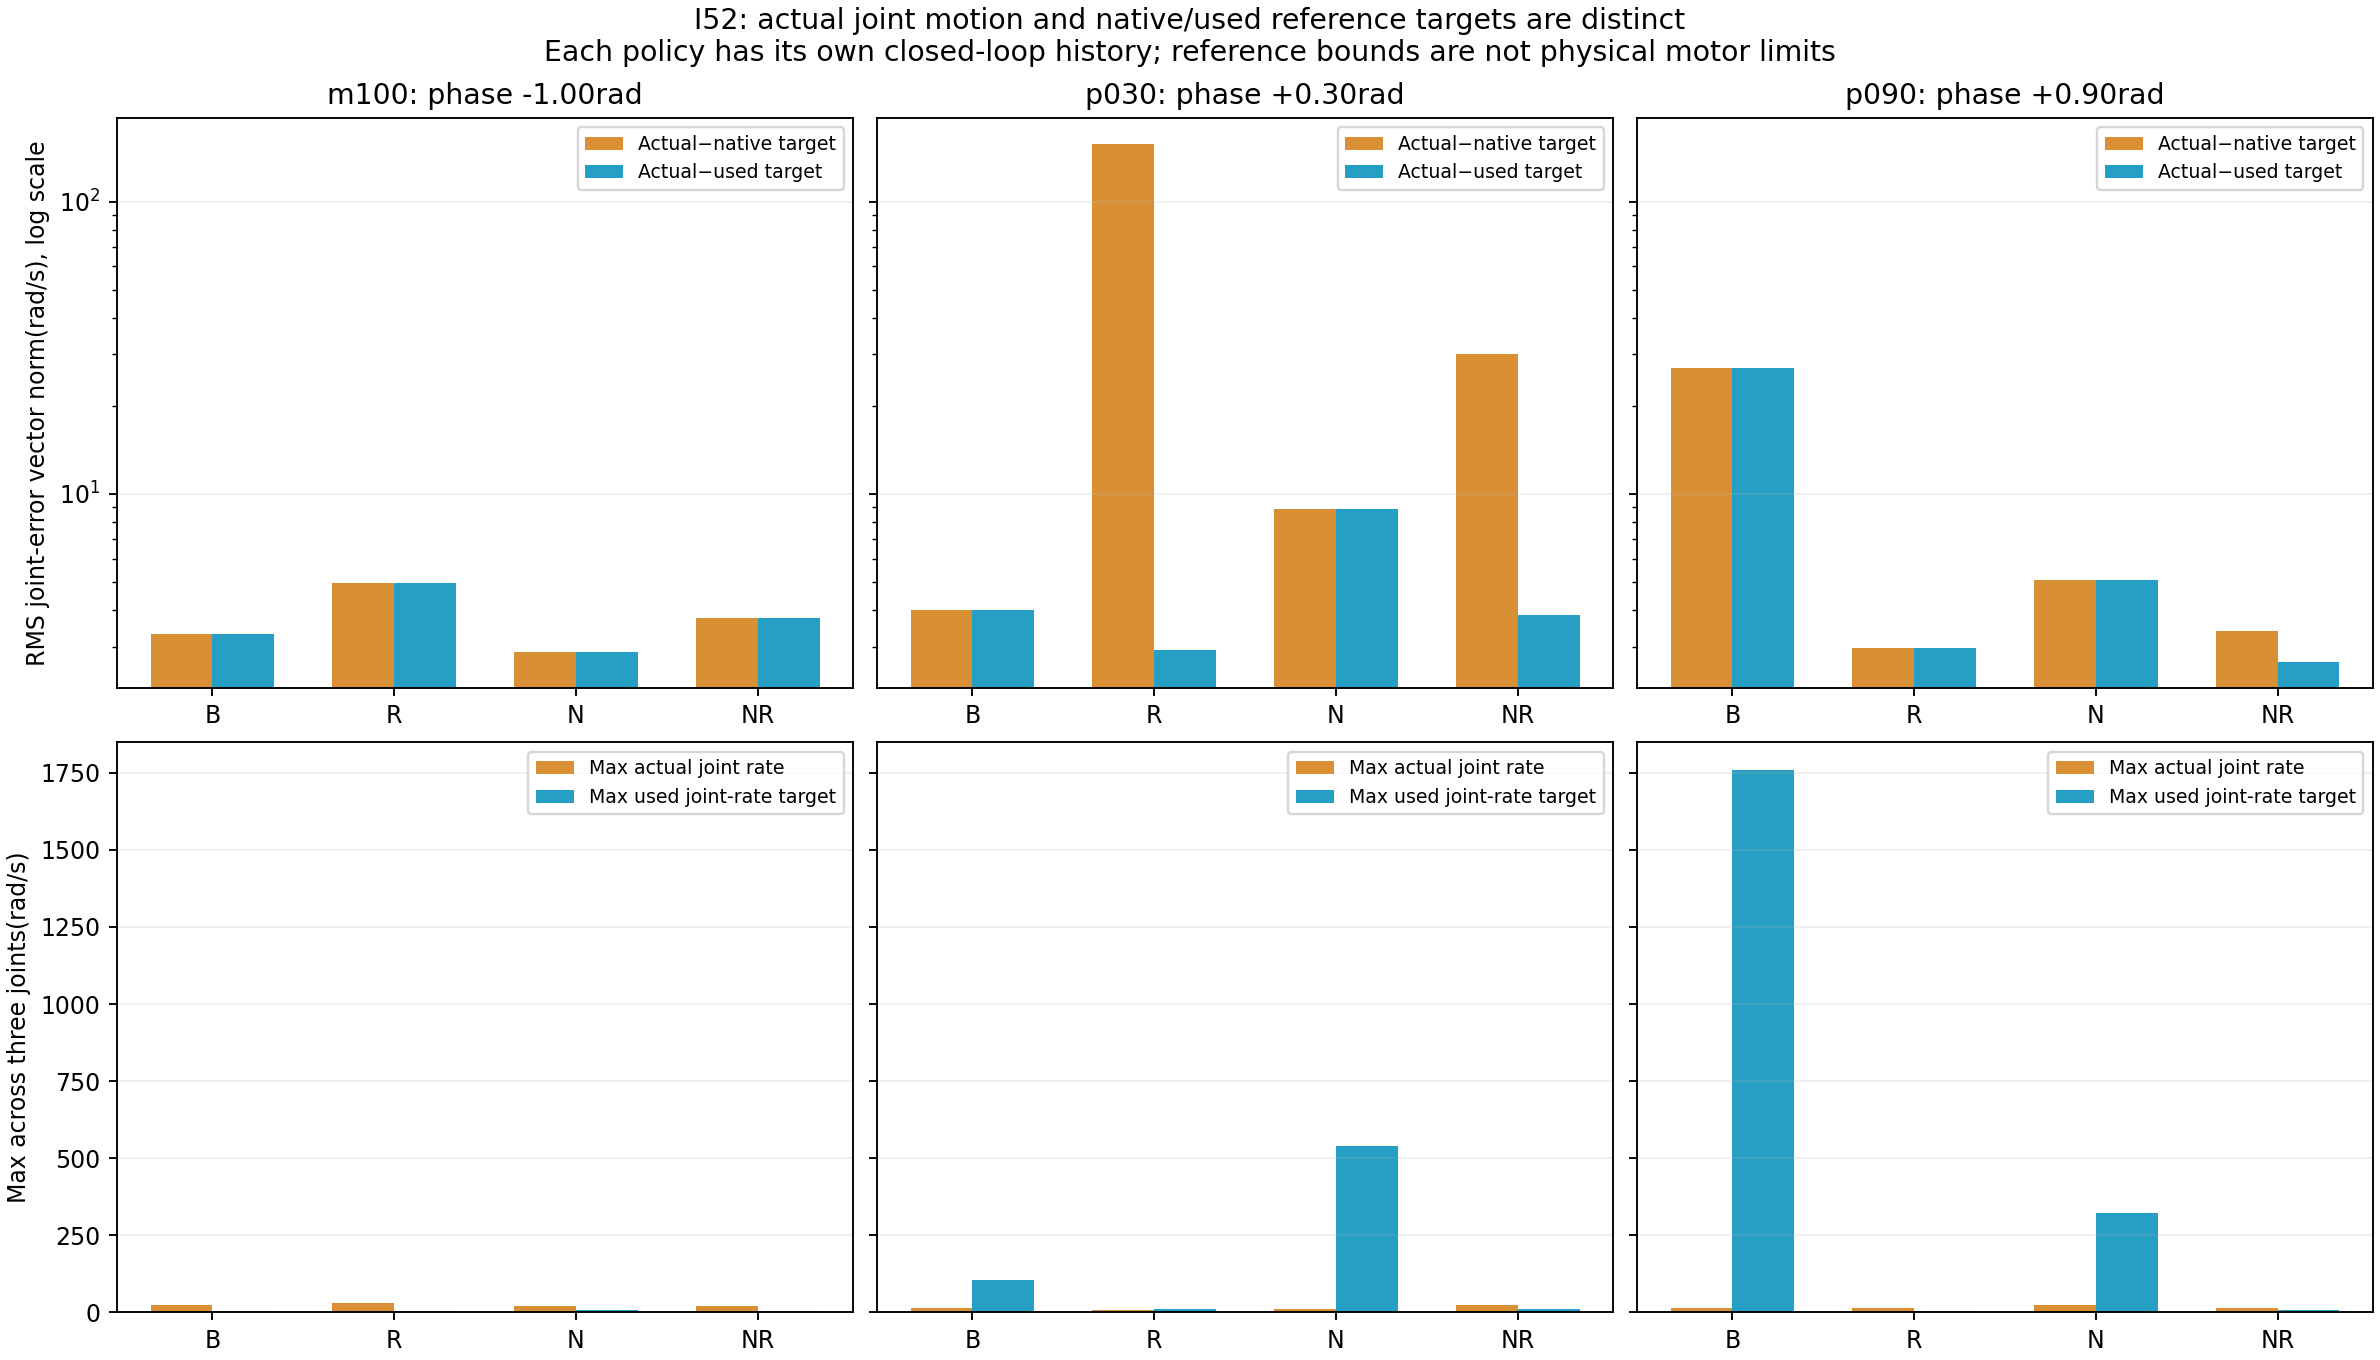 I52: actual joint motion and native/used reference targets are distinct
Each policy has its own closed-loop history; reference bounds are not physical motor limits
m100: phase -1.00rad
p030: phase +0.30rad
p090: phase +0.90rad
RMS joint-error vector norm(rad/s), log scale
10²
10¹
Actual−native target
Actual−used target
B R N NR
Actual−native target
Actual−used target
B R N NR
Actual−native target
Actual−used target
B R N NR
Max across three joints(rad/s)
1750
1500
1250
1000
750
500
250
0
Max actual joint rate
Max used joint-rate target
B R N NR
Max actual joint rate
Max used joint-rate target
B R N NR
Max actual joint rate
Max used joint-rate target
B R N NR